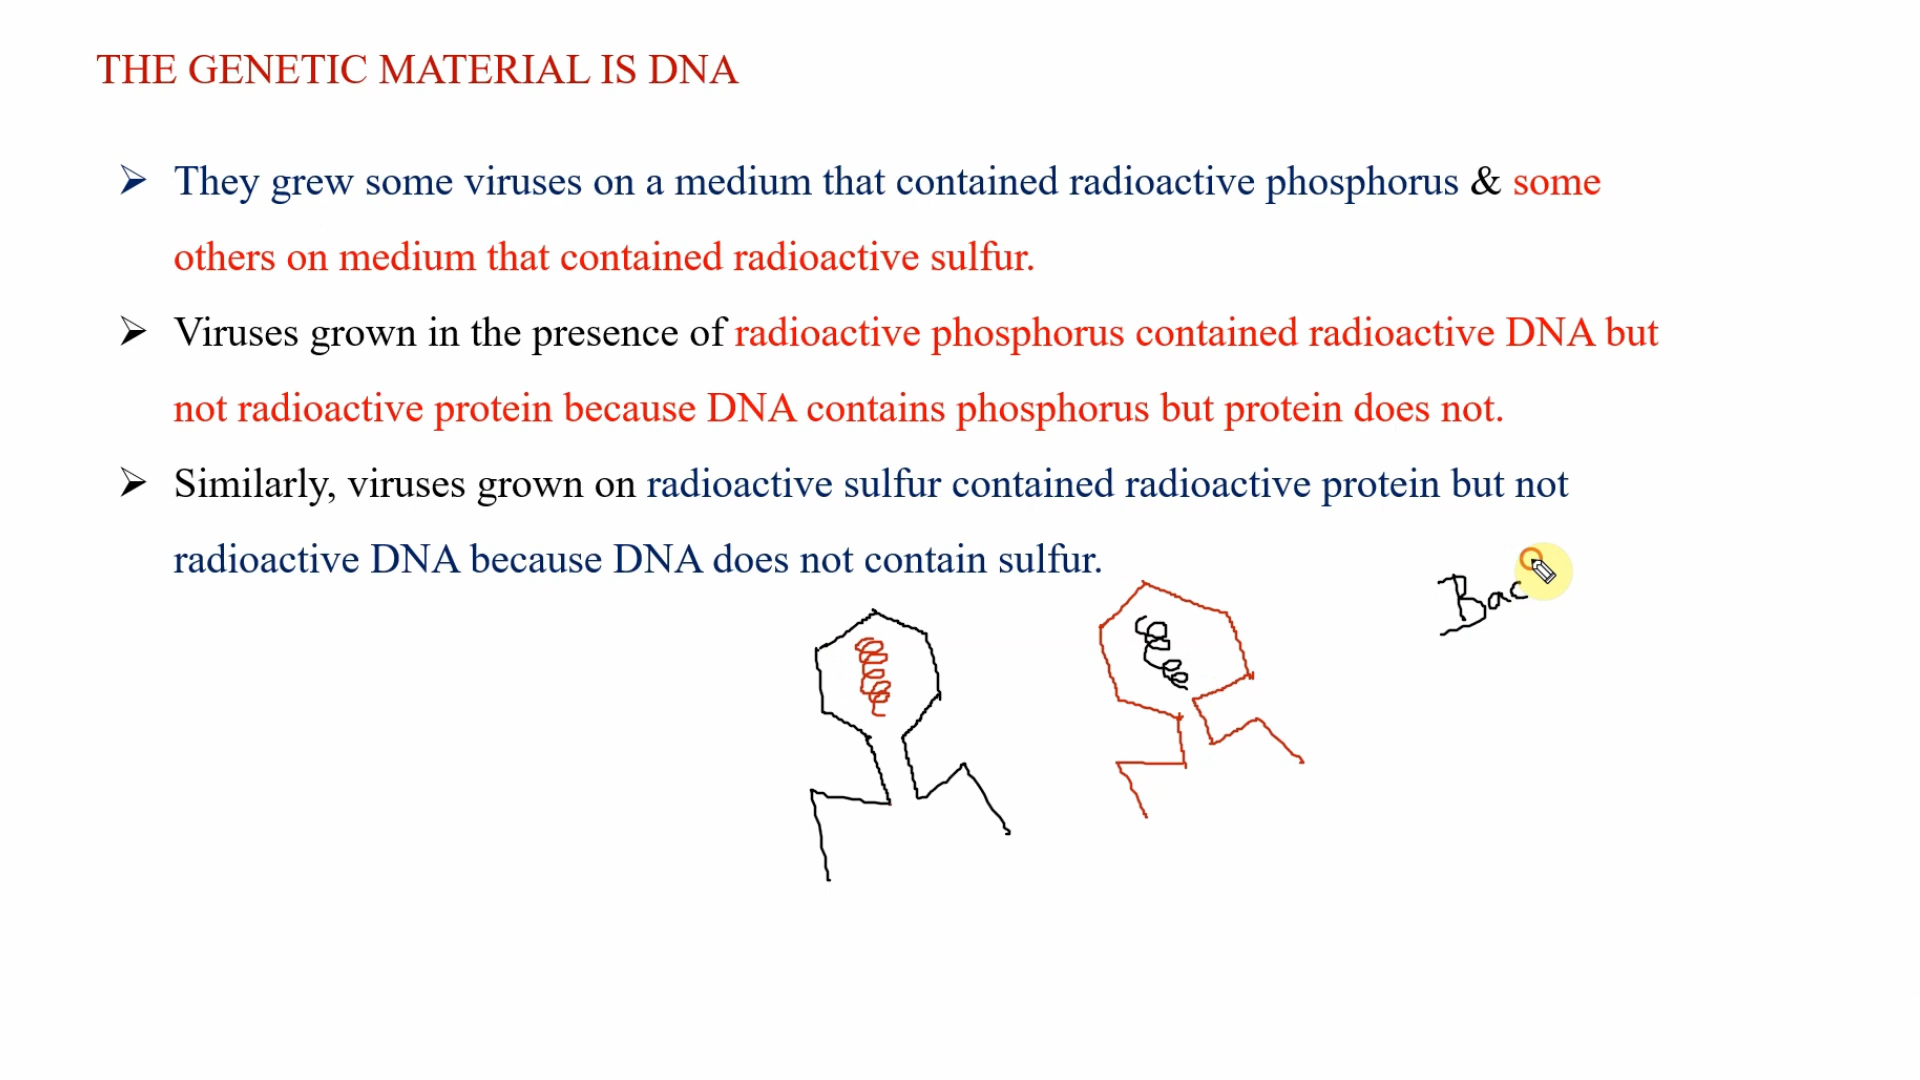 THE GENETIC MATERIAL IS DNA
➢ They grew some viruses on a medium that contained radioactive phosphorus & some
others on medium that contained radioactive sulfur.
➢ Viruses grown in the presence of radioactive phosphorus contained radioactive DNA but
not radioactive protein because DNA contains phosphorus but protein does not.
➢ Similarly, viruses grown on radioactive sulfur contained radioactive protein but not
radioactive DNA because DNA does not contain sulfur.
Bac